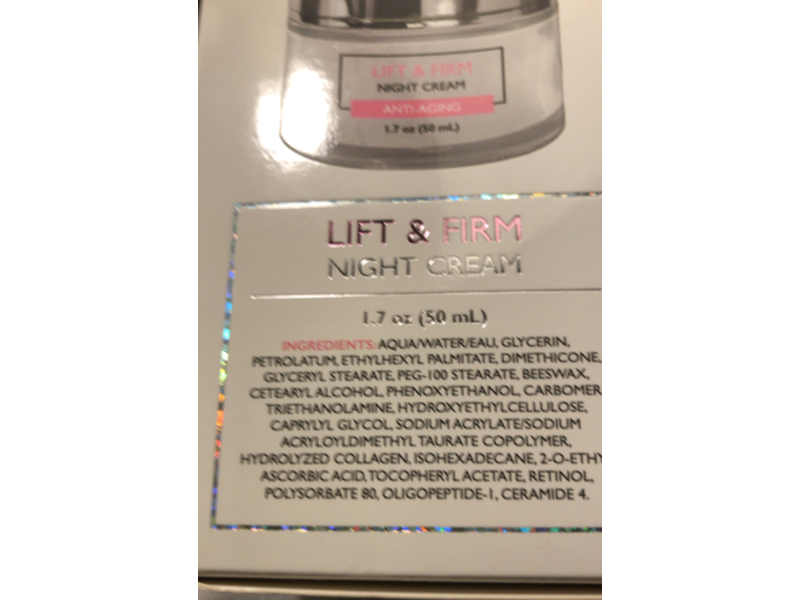 LIFT & FIRM
NIGHT CREAM
ANTI-AGING
1.7 oz (50 mL)
LIFT & FIRM
NIGHT CREAM
1.7 oz (50 mL)
INGREDIENTS: AQUA/WATER/EAU, GLYCERIN,
PETROLATUM, ETHYLHEXYL PALMITATE, DIMETHICONE,
GLYCERYL STEARATE, PEG-100 STEARATE, BEESWAX,
CETEARYL ALCOHOL, PHENOXYETHANOL, CARBOMER
TRIETHANOLAMINE, HYDROXYETHYLCELLULOSE,
CAPRYLYL GLYCOL, SODIUM ACRYLATE/SODIUM
ACRYLOYLDIMETHYL TAURATE COPOLYMER,
HYDROLYZED COLLAGEN, ISOHEXADECANE, 2-O-ETHY
ASCORBIC ACID, TOCOPHERYL ACETATE, RETINOL,
POLYSORBATE 80, OLIGOPEPTIDE-1, CERAMIDE 4.